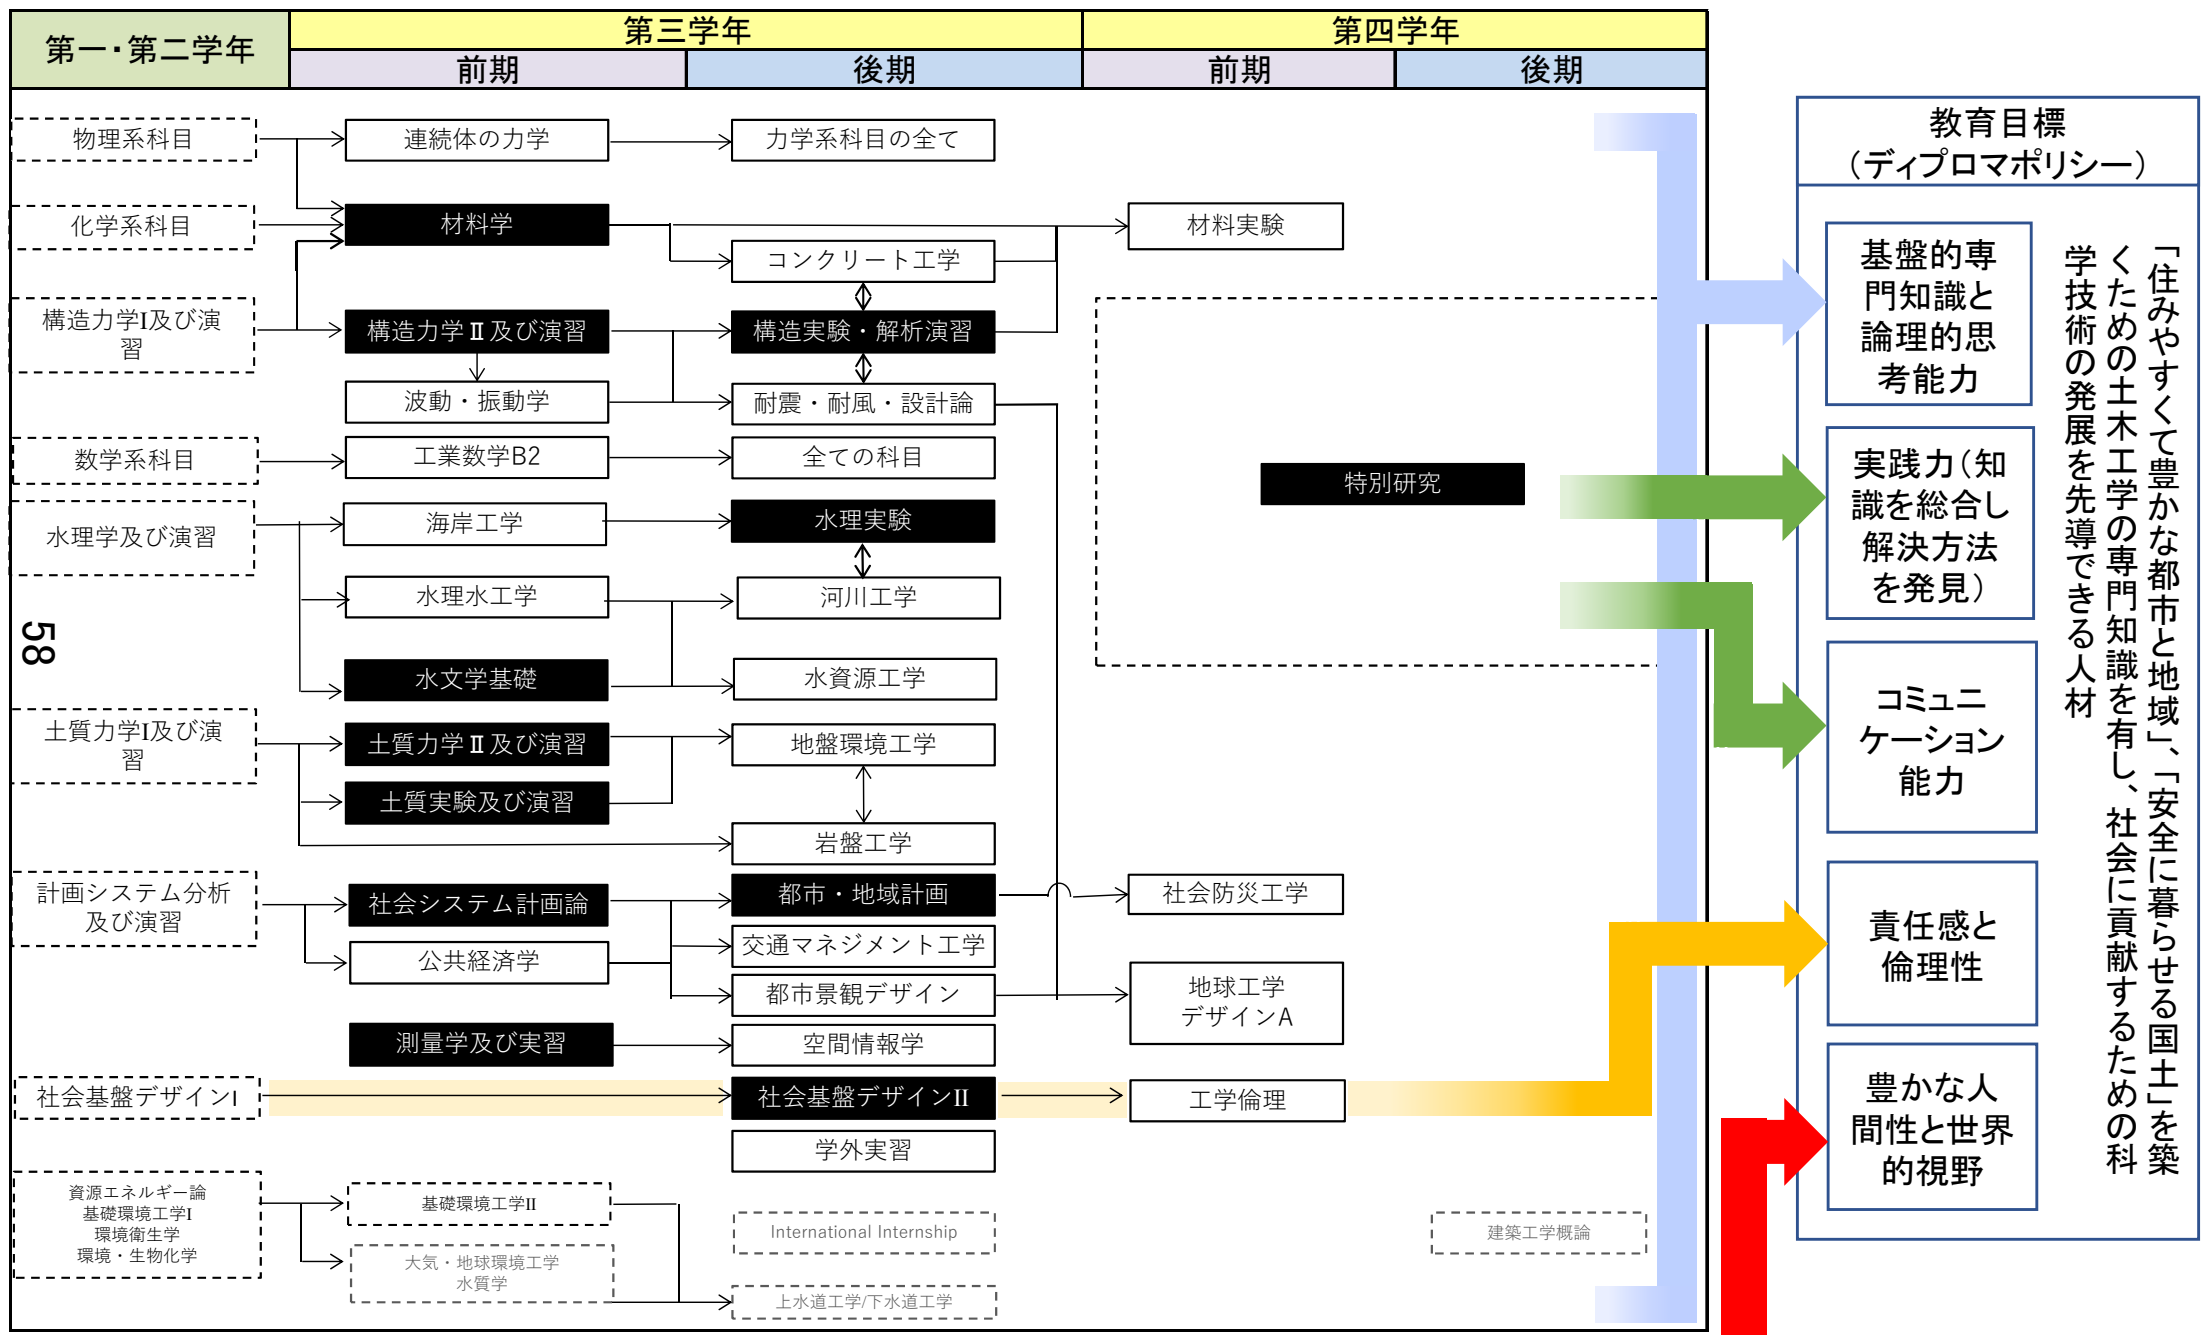 第一・第二学年
第三学年
第四学年
前期
後期
前期
後期
物理系科目
連続体の力学
力学系科目の全て
化学系科目
材料学
材料実験
コンクリート工学
構造力学I及び演
習
構造力学Ⅱ及び演習
構造実験・解析演習
波動・振動学
耐震・耐風・設計論
数学系科目
工業数学B2
全ての科目
特別研究
水理学及び演習
海岸工学
水理実験
水理水工学
河川工学
58
水文学基礎
水資源工学
土質力学I及び演
習
土質力学Ⅱ及び演習
地盤環境工学
土質実験及び演習
岩盤工学
計画システム分析
及び演習
社会システム計画論
都市・地域計画
社会防災工学
公共経済学
交通マネジメント工学
都市景観デザイン
地球工学
デザインA
測量学及び実習
空間情報学
社会基盤デザインI
社会基盤デザインII
工学倫理
学外実習
資源エネルギー論
基礎環境工学I
環境衛生学
環境・生物化学
基礎環境工学II
大気・地球環境工学
水質学
International Internship
上水道工学/下水道工学
建築工学概論
教育目標
（ディプロマポリシー）
基盤的専
門知識と
論理的思
考能力
実践力（知
識を総合し
解決方法
を発見）
コミュニ
ケーション
能力
責任感と
倫理性
豊かな人
間性と世界
的視野
「住みやすくて豊かな都市と地域」、「安全に暮らせる国土」を築
くための土木工学の専門知識を有し、社会に貢献するための科
学技術の発展を先導できる人材